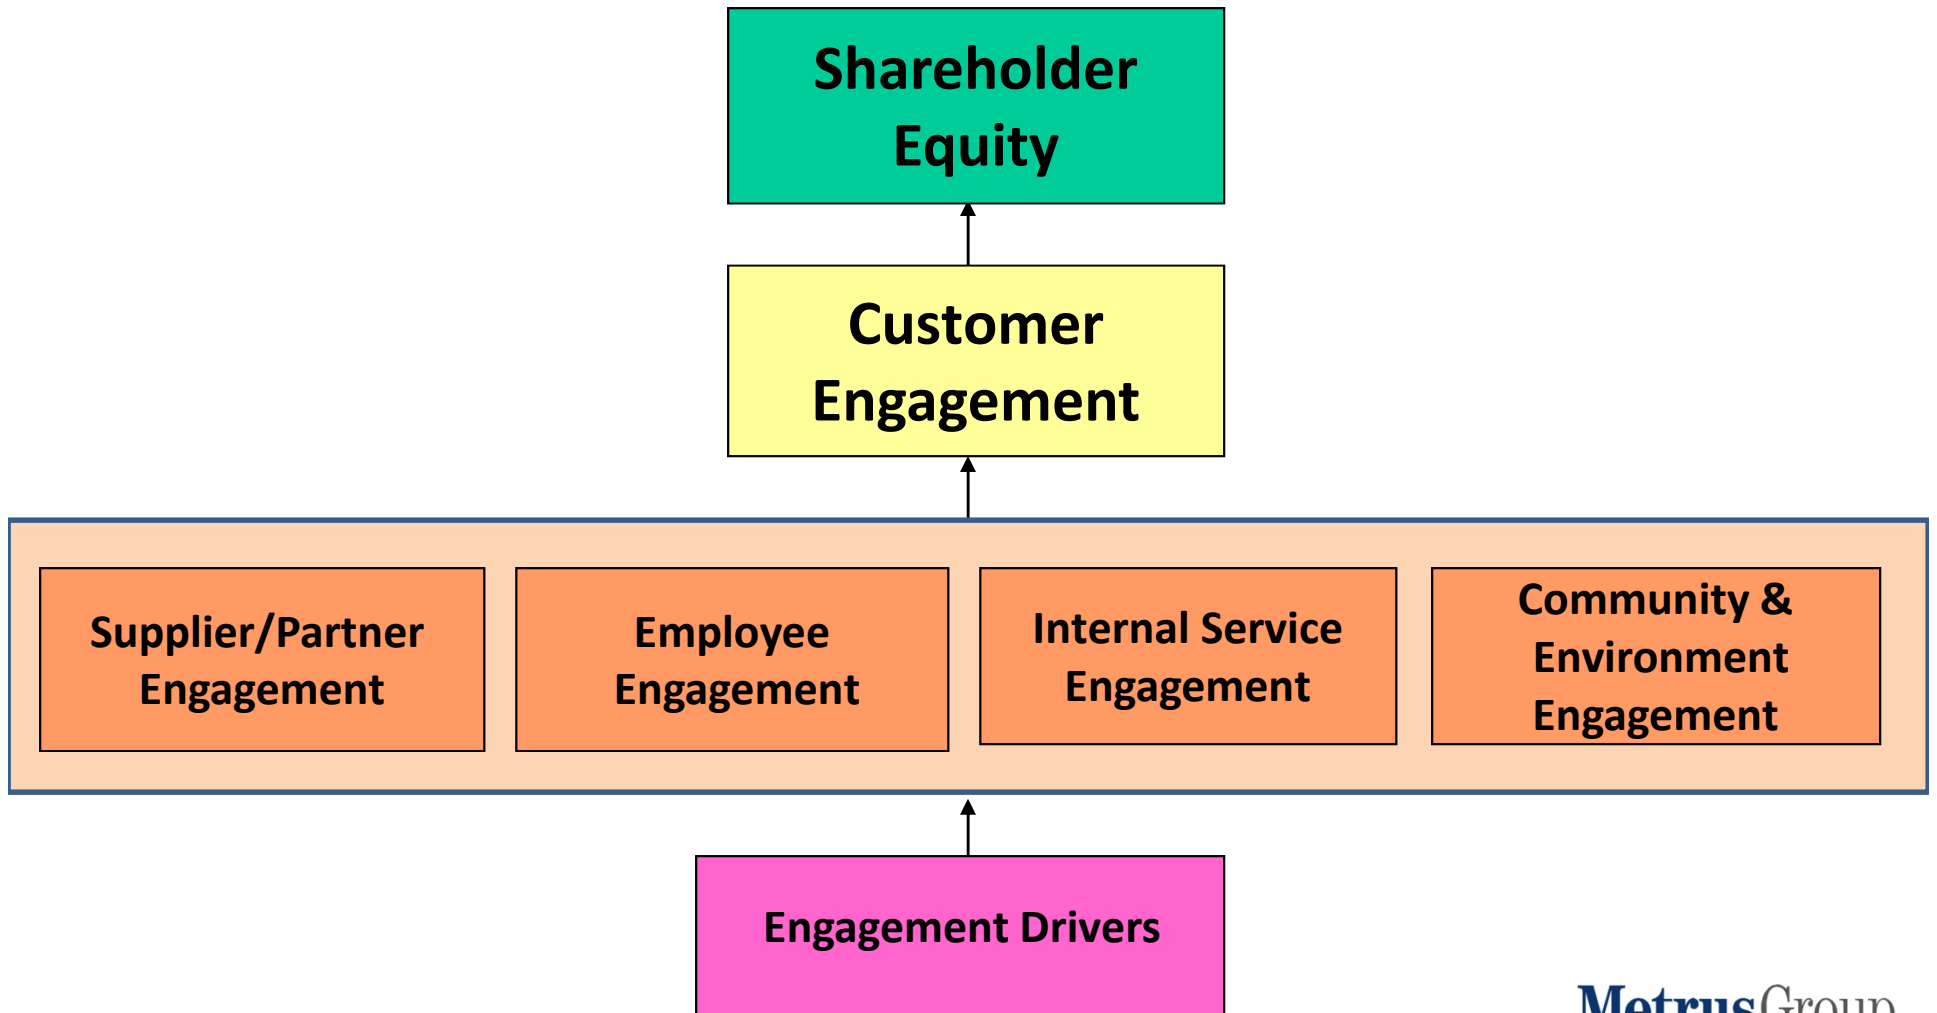 Shareholder
Equity
Customer
Engagement
Supplier/Partner
Engagement
Employee
Engagement
Internal Service
Engagement
Community &
Environment
Engagement
Engagement Drivers
MetrusGroup